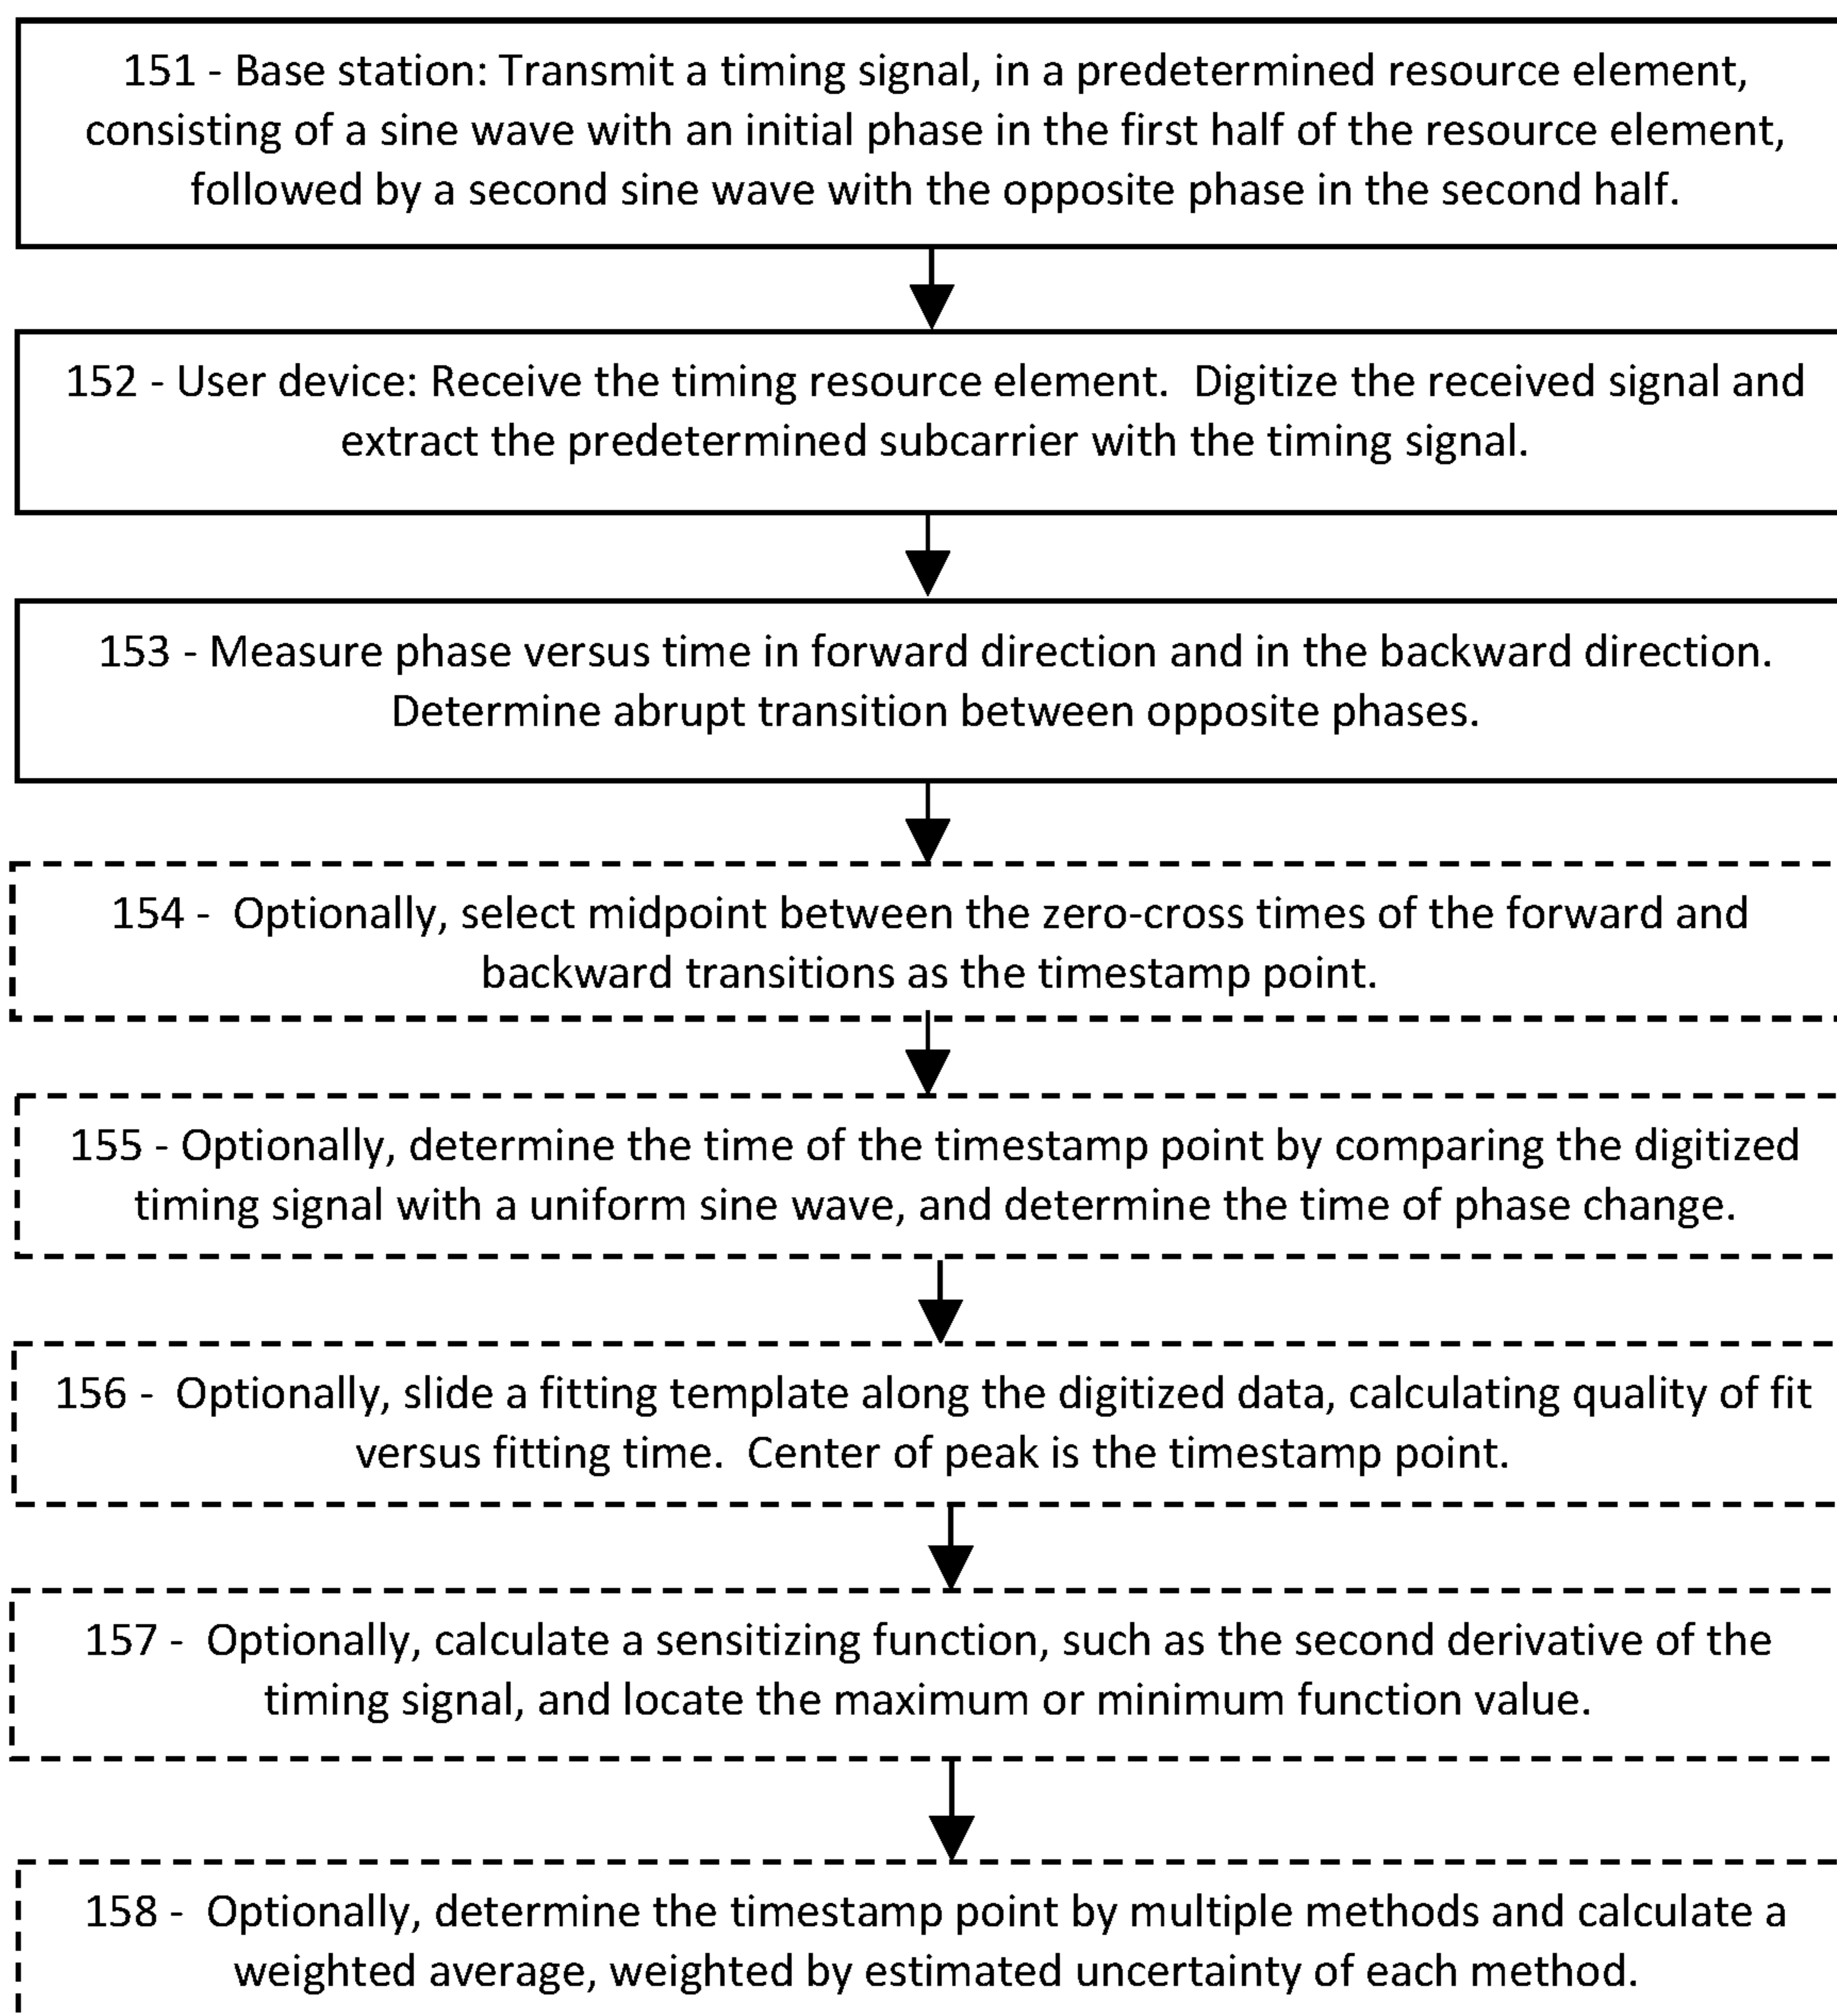 151 - Base station: Transmit a timing signal, in a predetermined resource element,
consisting of a sine wave with an initial phase in the first half of the resource element,
followed by a second sine wave with the opposite phase in the second half.
152 - User device: Receive the timing resource element.  Digitize the received signal and
extract the predetermined subcarrier with the timing signal.
153 - Measure phase versus time in forward direction and in the backward direction.
Determine abrupt transition between opposite phases.
154 -  Optionally, select midpoint between the zero-cross times of the forward and
backward transitions as the timestamp point.
155 - Optionally, determine the time of the timestamp point by comparing the digitized
timing signal with a uniform sine wave, and determine the time of phase change.
156 -  Optionally, slide a fitting template along the digitized data, calculating quality of fit
versus fitting time.  Center of peak is the timestamp point.
157 -  Optionally, calculate a sensitizing function, such as the second derivative of the
timing signal, and locate the maximum or minimum function value.
158 -  Optionally, determine the timestamp point by multiple methods and calculate a
weighted average, weighted by estimated uncertainty of each method.